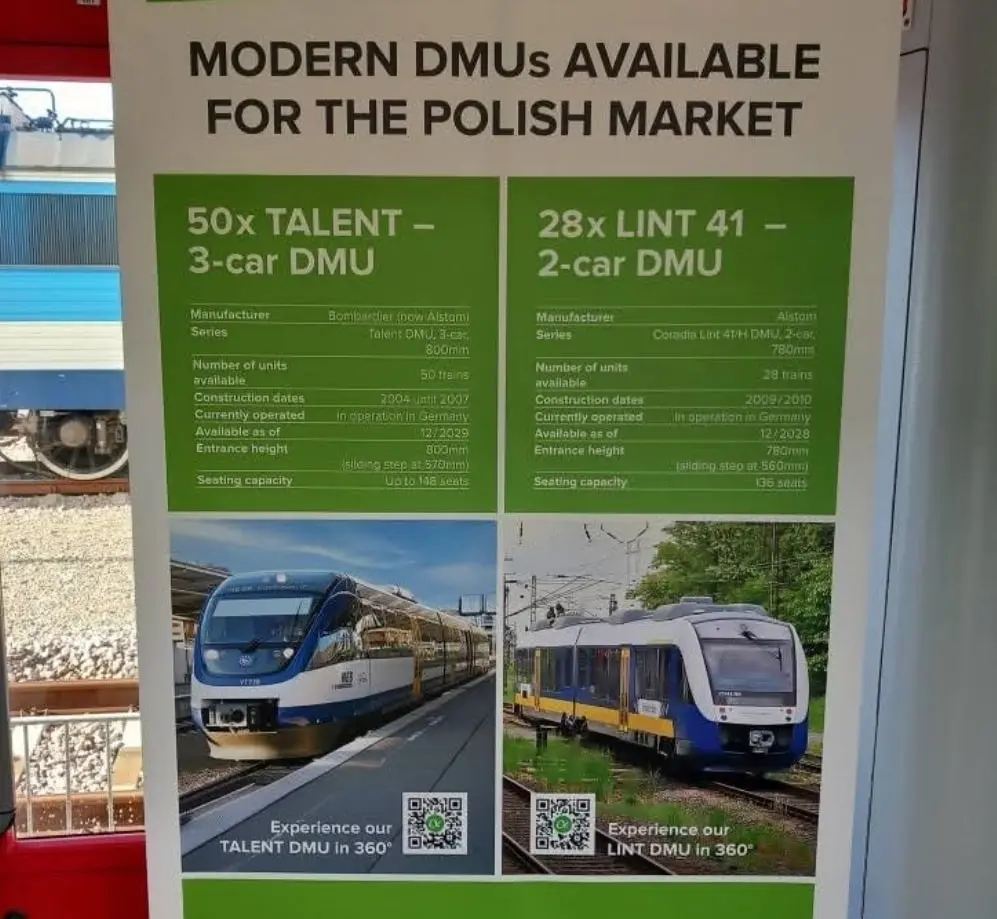 MODERN DMUs AVAILABLE
FOR THE POLISH MARKET
50x TALENT –
3-car DMU
Manufacturer Bombardier (now Alstom)
Series Talent DMU, 3-car,
800mm
Number of units
available 50 trains
Construction dates 2004 until 2007
Currently operated In operation in Germany
Available as of 12/2029
Entrance height 800mm
(sliding step at 570mm)
Seating capacity Up to 148 seats
28x LINT 41 –
2-car DMU
Manufacturer Alstom
Series Coradia Lint 41/H DMU, 2-car,
780mm
Number of units
available 28 trains
Construction dates 2009/2010
Currently operated In operation in Germany
Available as of 12/2028
Entrance height 780mm
(sliding step at 560mm)
Seating capacity 136 seats
Experience our
TALENT DMU in 360°
Experience our
LINT DMU in 360°